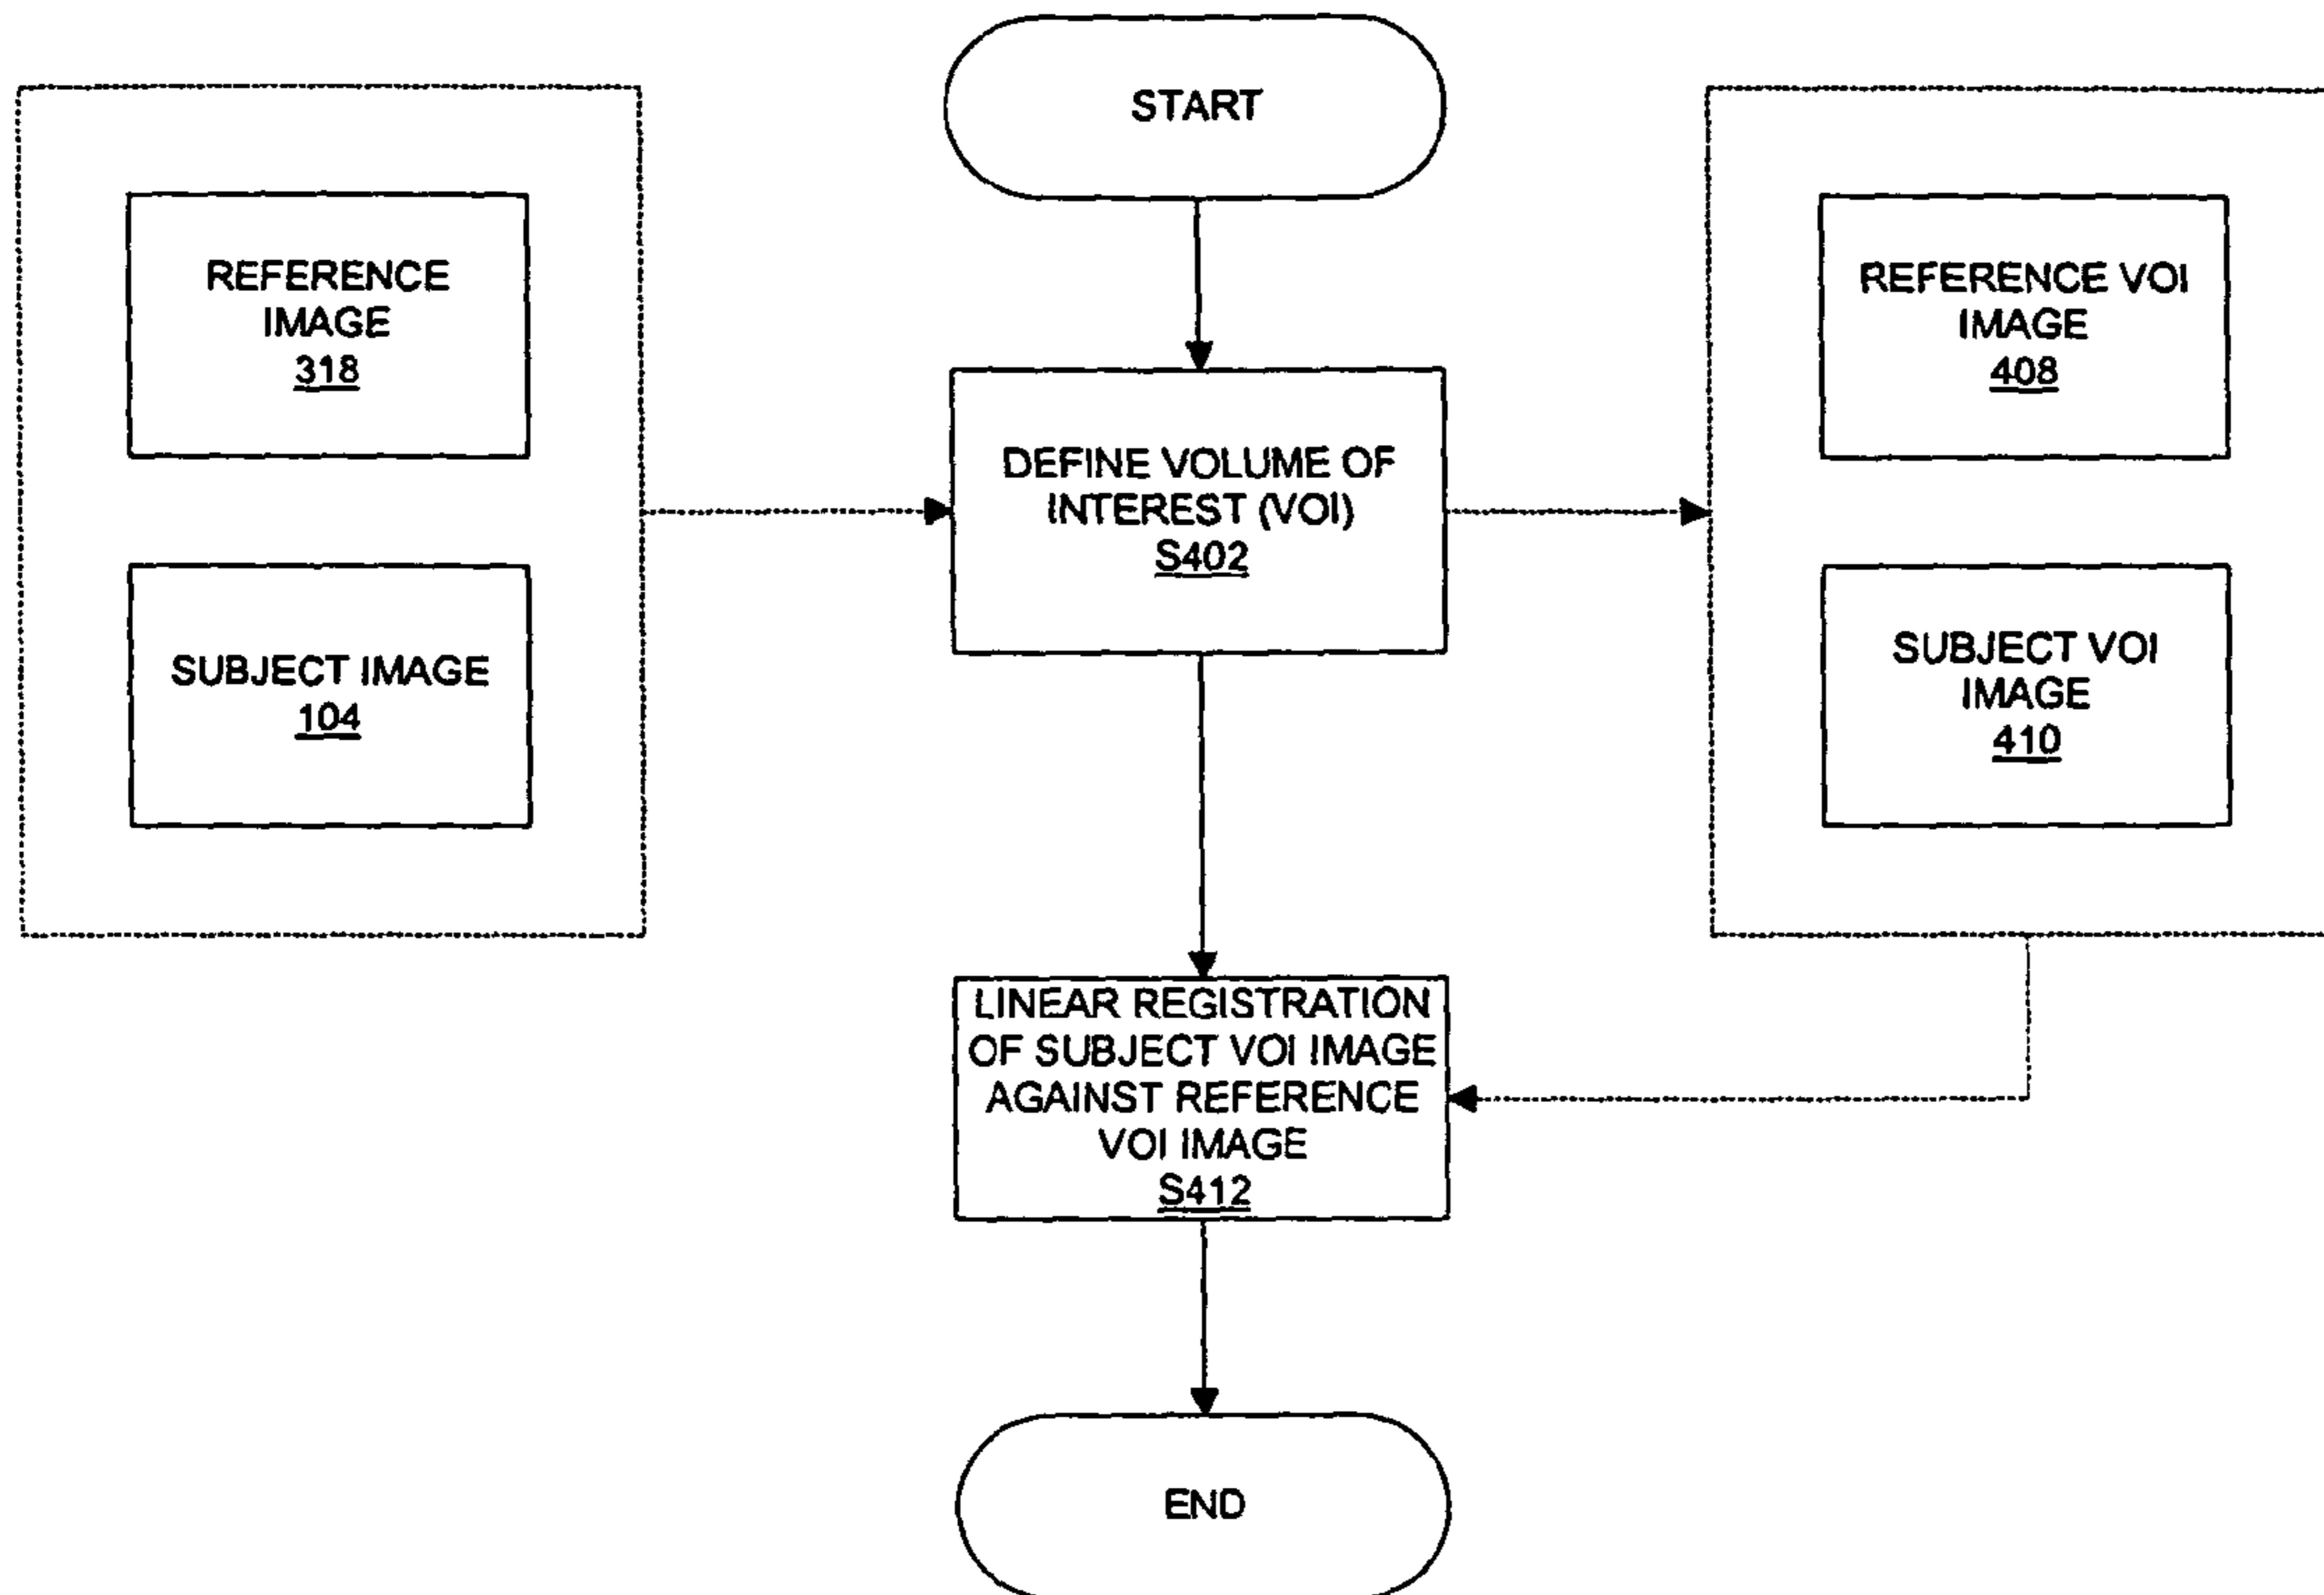 START
REFERENCE
IMAGE
318
SUBJECT IMAGE
104
DEFINE VOLUME OF
INTEREST (VOI)
S402
REFERENCE VOI
IMAGE
408
SUBJECT VOI
IMAGE
410
LINEAR REGISTRATION
OF SUBJECT VOI IMAGE
AGAINST REFERENCE
VOI IMAGE
S412
END